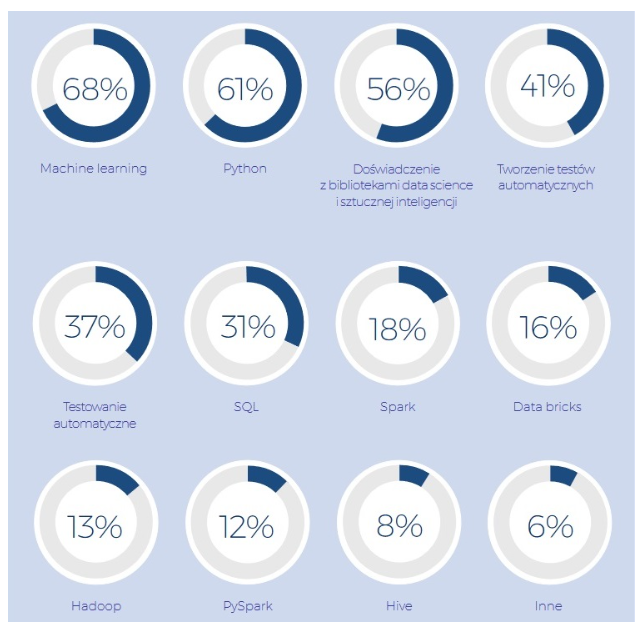 68%
61%
56%
41%
Machine learning
Python
Doświadczenie
z bibliotekami data science
i sztucznej inteligencji
Tworzenie testów
automatycznych
37%
31%
18%
16%
Testowanie
automatyczne
SQL
Spark
Data bricks
13%
12%
8%
6%
Hadoop
PySpark
Hive
Inne